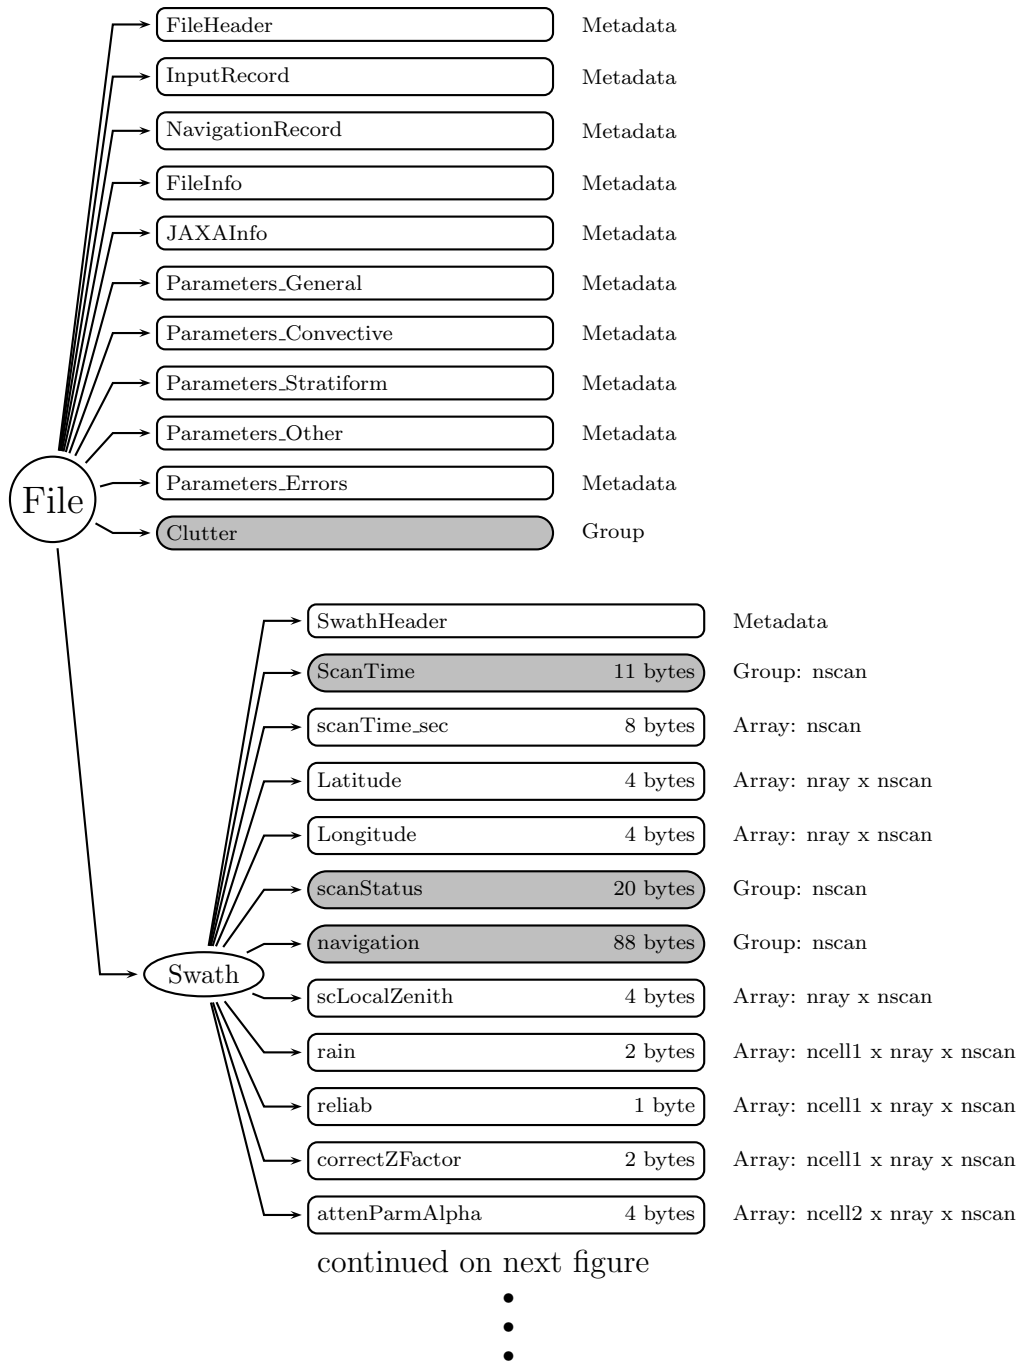 FileHeader Metadata
InputRecord Metadata
NavigationRecord Metadata
FileInfo Metadata
JAXAInfo Metadata
Parameters_General Metadata
Parameters_Convective Metadata
Parameters_Stratiform Metadata
Parameters_Other Metadata
Parameters_Errors Metadata
File
Clutter Group
SwathHeader Metadata
ScanTime 11 bytes Group: nscan
scanTime_sec 8 bytes Array: nscan
Latitude 4 bytes Array: nray x nscan
Longitude 4 bytes Array: nray x nscan
scanStatus 20 bytes Group: nscan
navigation 88 bytes Group: nscan
Swath
scLocalZenith 4 bytes Array: nray x nscan
rain 2 bytes Array: ncell1 x nray x nscan
reliab 1 byte Array: ncell1 x nray x nscan
correctZFactor 2 bytes Array: ncell1 x nray x nscan
attenParmAlpha 4 bytes Array: ncell2 x nray x nscan
continued on next figure